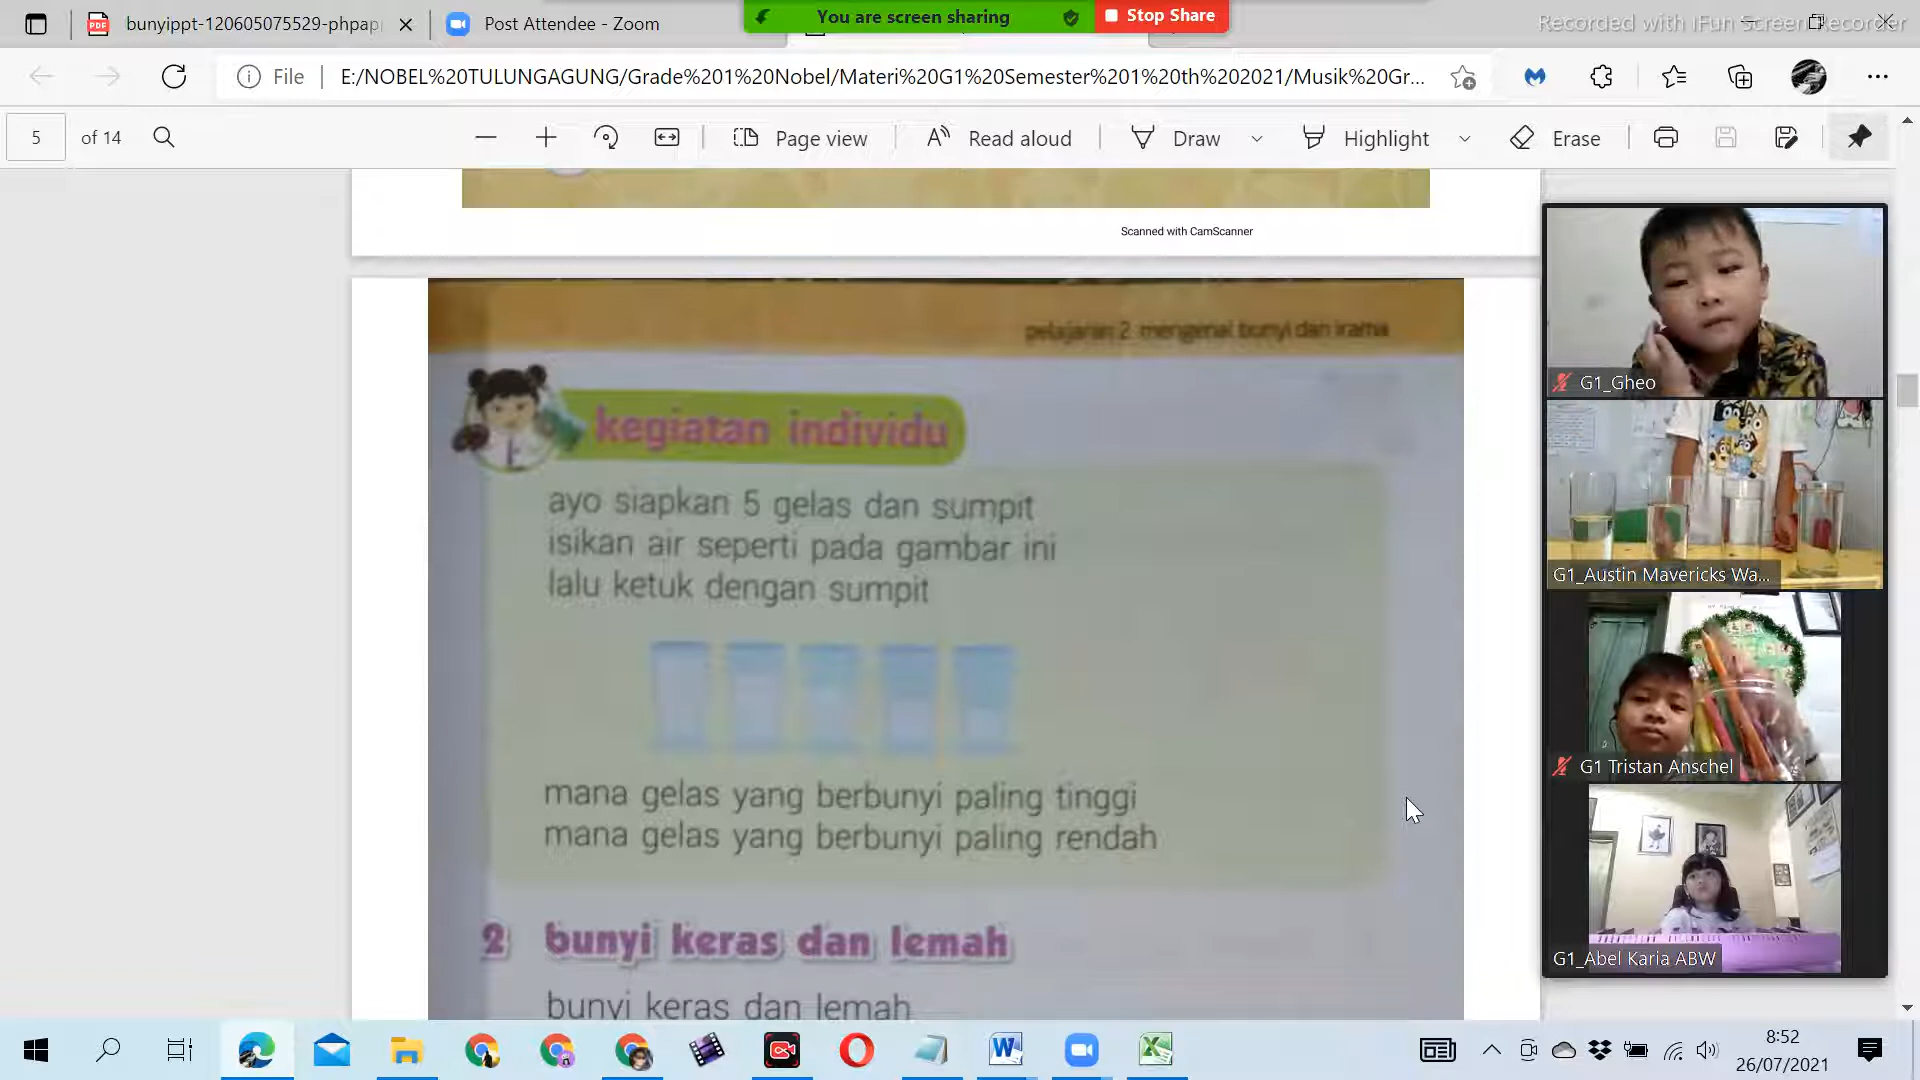 bunyippt-120605075529-phpap
Post Attendee - Zoom
You are screen sharing
Stop Share
Recorded with iFun Screen Recorder
File
E:/NOBEL%20TULUNGAGUNG/Grade%201%20Nobel/Materi%20G1%20Semester%201%20th%202021/Musik%20Gr...
5 of 14
Page view
Read aloud
Draw
Highlight
Erase
Scanned with CamScanner
pelajaran 2 mengenal bunyi dan irama
kegiatan individu
ayo siapkan 5 gelas dan sumpit
isikan air seperti pada gambar ini
lalu ketuk dengan sumpit
mana gelas yang berbunyi paling tinggi
mana gelas yang berbunyi paling rendah
2 bunyi keras dan lemah
bunyi keras dan lemah
G1_Gheo
G1_Austin Mavericks Wa...
G1 Tristan Anschel
G1_Abel Karia ABW
8:52
26/07/2021